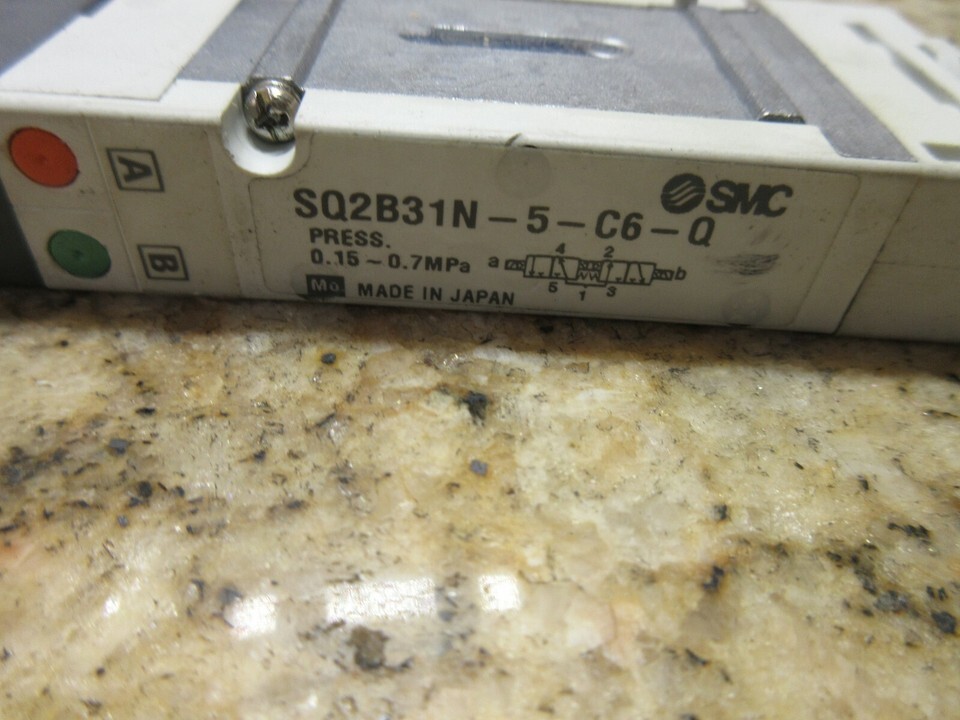 A
B
SMC
SQ2B31N-5-C6-Q
PRESS.
0.15~0.7MPa
a 4 2 b
5 1 3
MADE IN JAPAN